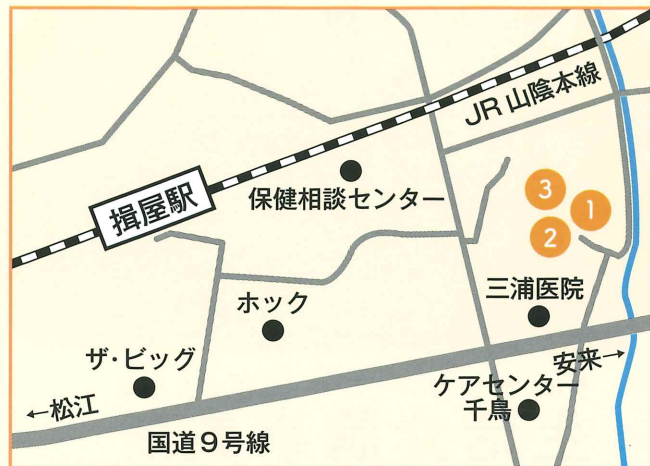 JR山陰本線
揖屋駅
保健相談センター
3
1
2
三浦医院
ホック
ザ・ビッグ
安来→
ケアセンター
千鳥
←松江
国道9号線